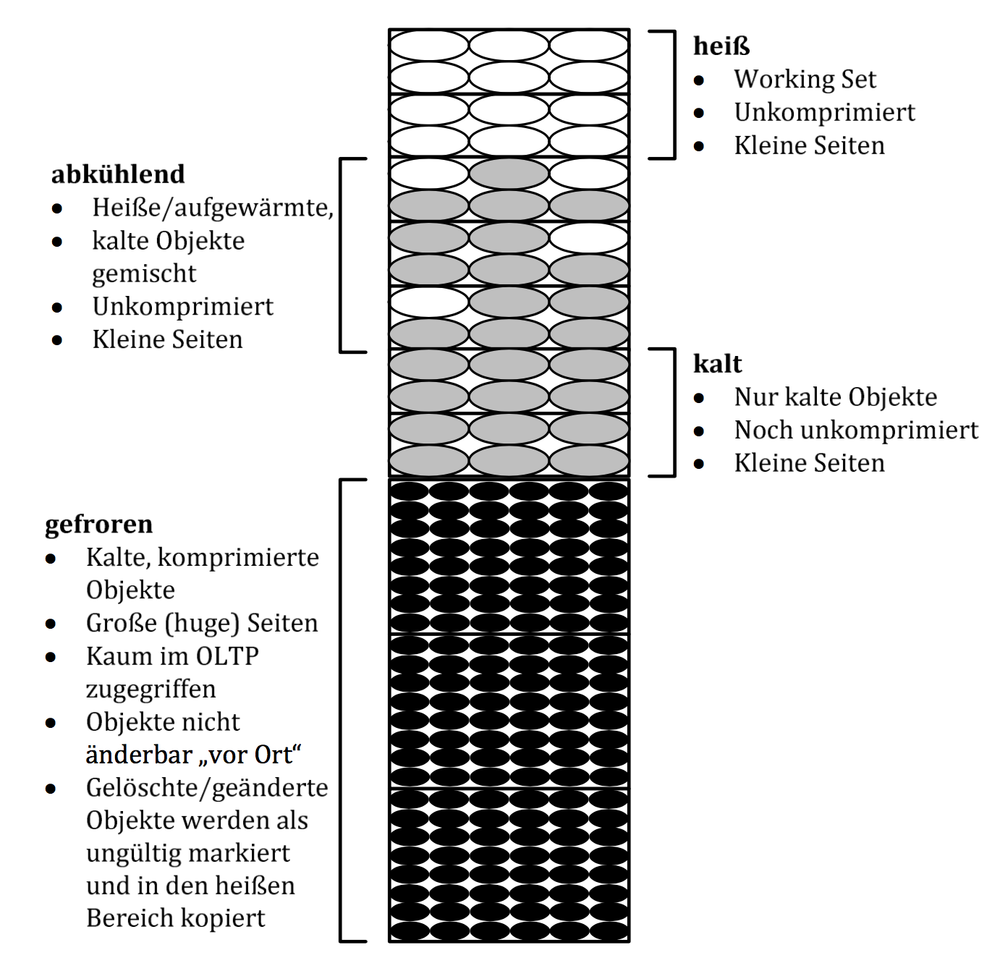 heiß
• Working Set
• Unkomprimiert
• Kleine Seiten
abkühlend
• Heiße/aufgewärmte,
• kalte Objekte
gemischt
• Unkomprimiert
• Kleine Seiten
kalt
• Nur kalte Objekte
• Noch unkomprimiert
• Kleine Seiten
gefroren
• Kalte, komprimierte
Objekte
• Große (huge) Seiten
• Kaum im OLTP
zugegriffen
• Objekte nicht
änderbar „vor Ort“
• Gelöschte/geänderte
Objekte werden als
ungültig markiert
und in den heißen
Bereich kopiert